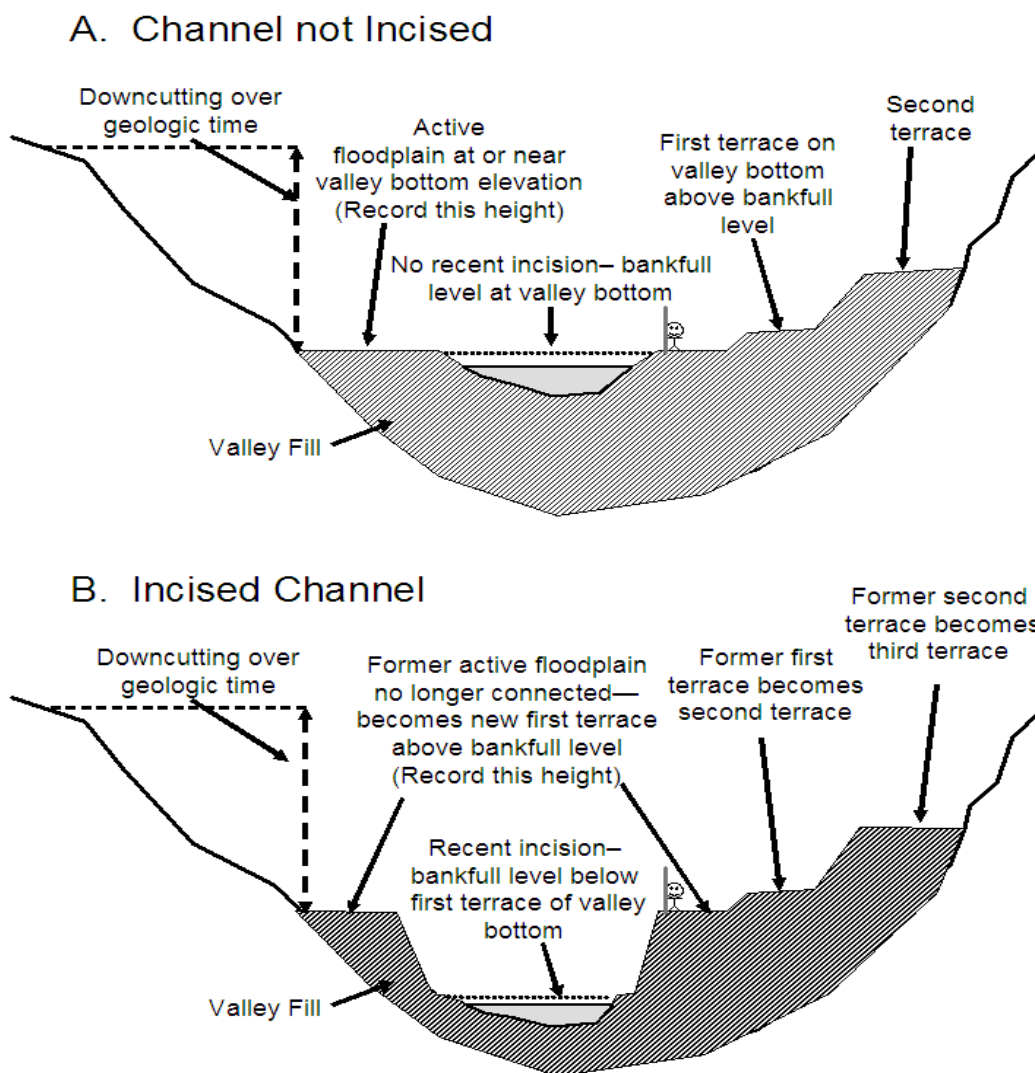 A. Channel not Incised
Downcutting over
geologic time
Active
floodplain at or near
valley bottom elevation
(Record this height)
First terrace on
valley bottom
above bankfull
level
Second
terrace
No recent incision– bankfull
level at valley bottom
Valley Fill
B. Incised Channel
Downcutting over
geologic time
Former active floodplain
no longer connected—
becomes new first terrace
above bankfull level
(Record this height)
Former first
terrace becomes
second terrace
Former second
terrace becomes
third terrace
Recent incision–
bankfull level below
first terrace of valley
bottom
Valley Fill